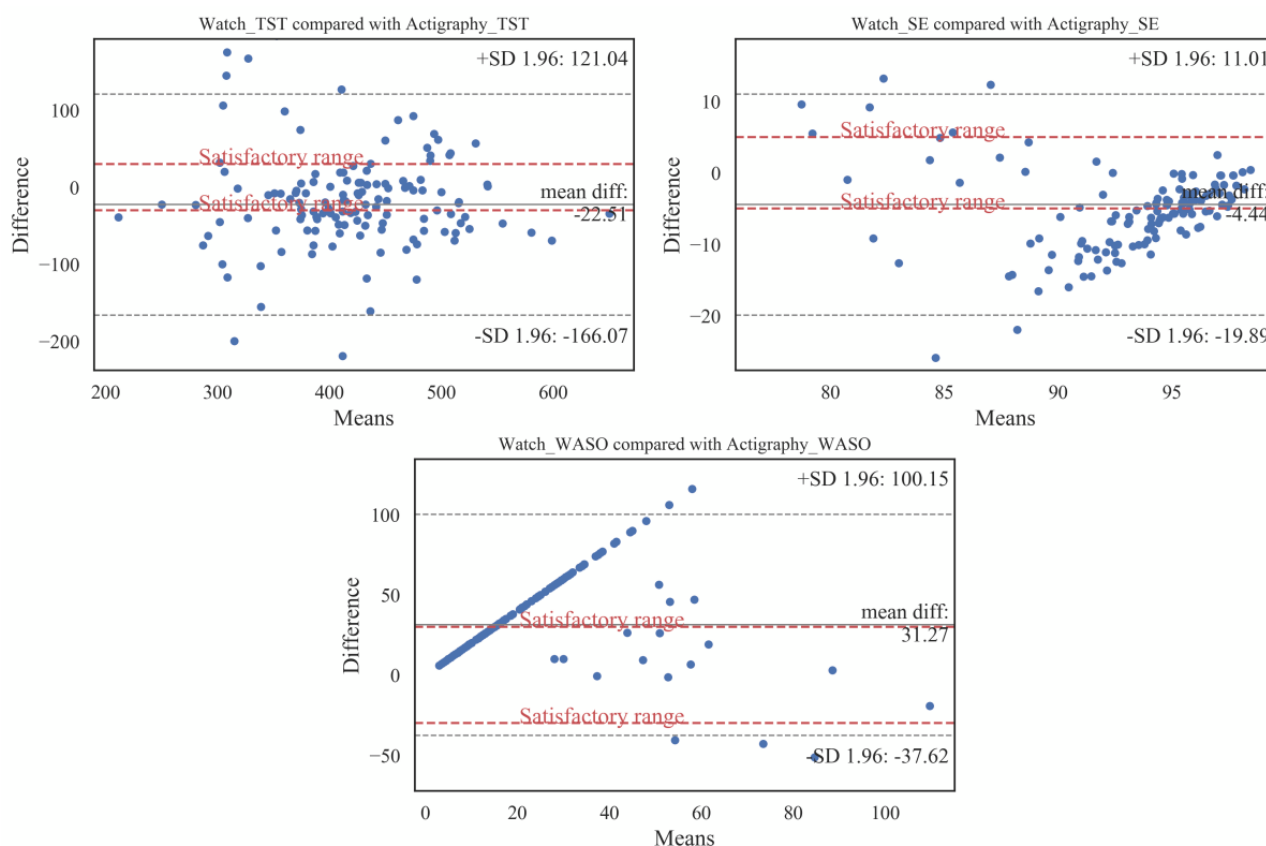 Watch_TST compared with Actigraphy_TST
+SD 1.96: 121.04
100
Satisfactory range
0
mean diff:
Satisfactory range
-22.51
Difference
−100
-SD 1.96: -166.07
−200
200 300 400 500 600
Means
Watch_SE compared with Actigraphy_SE
+SD 1.96: 11.01
10
Satisfactory range
0
mean diff:
Satisfactory range
-4.44
Difference
−10
−20
-SD 1.96: -19.89
80 85 90 95
Means
Watch_WASO compared with Actigraphy_WASO
+SD 1.96: 100.15
100
50
mean diff:
Satisfactory range
31.27
Difference
0
Satisfactory range
−50
-SD 1.96: -37.62
0 20 40 60 80 100
Means